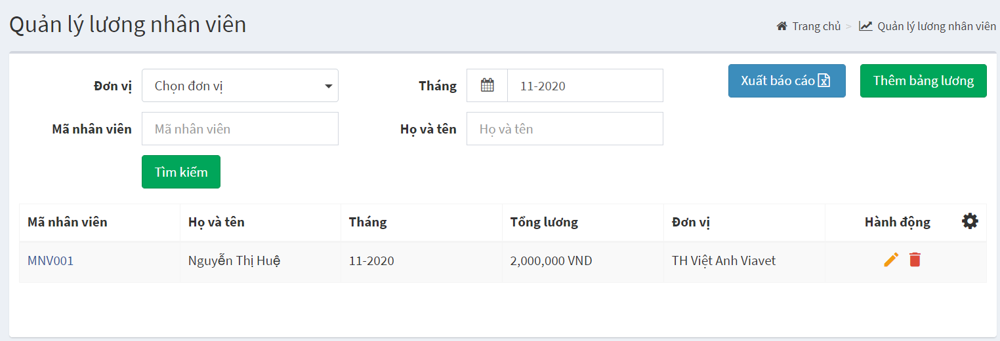 Quản lý lương nhân viên
Trang chủ > Quản lý lương nhân viên
Đơn vị Chọn đơn vị Tháng 11-2020 Xuất báo cáo Thêm bảng lương
Mã nhân viên Mã nhân viên Họ và tên Họ và tên
Tìm kiếm
Mã nhân viên Họ và tên Tháng Tổng lương Đơn vị Hành động
MNV001 Nguyễn Thị Huệ 11-2020 2,000,000 VND TH Việt Anh Viavet